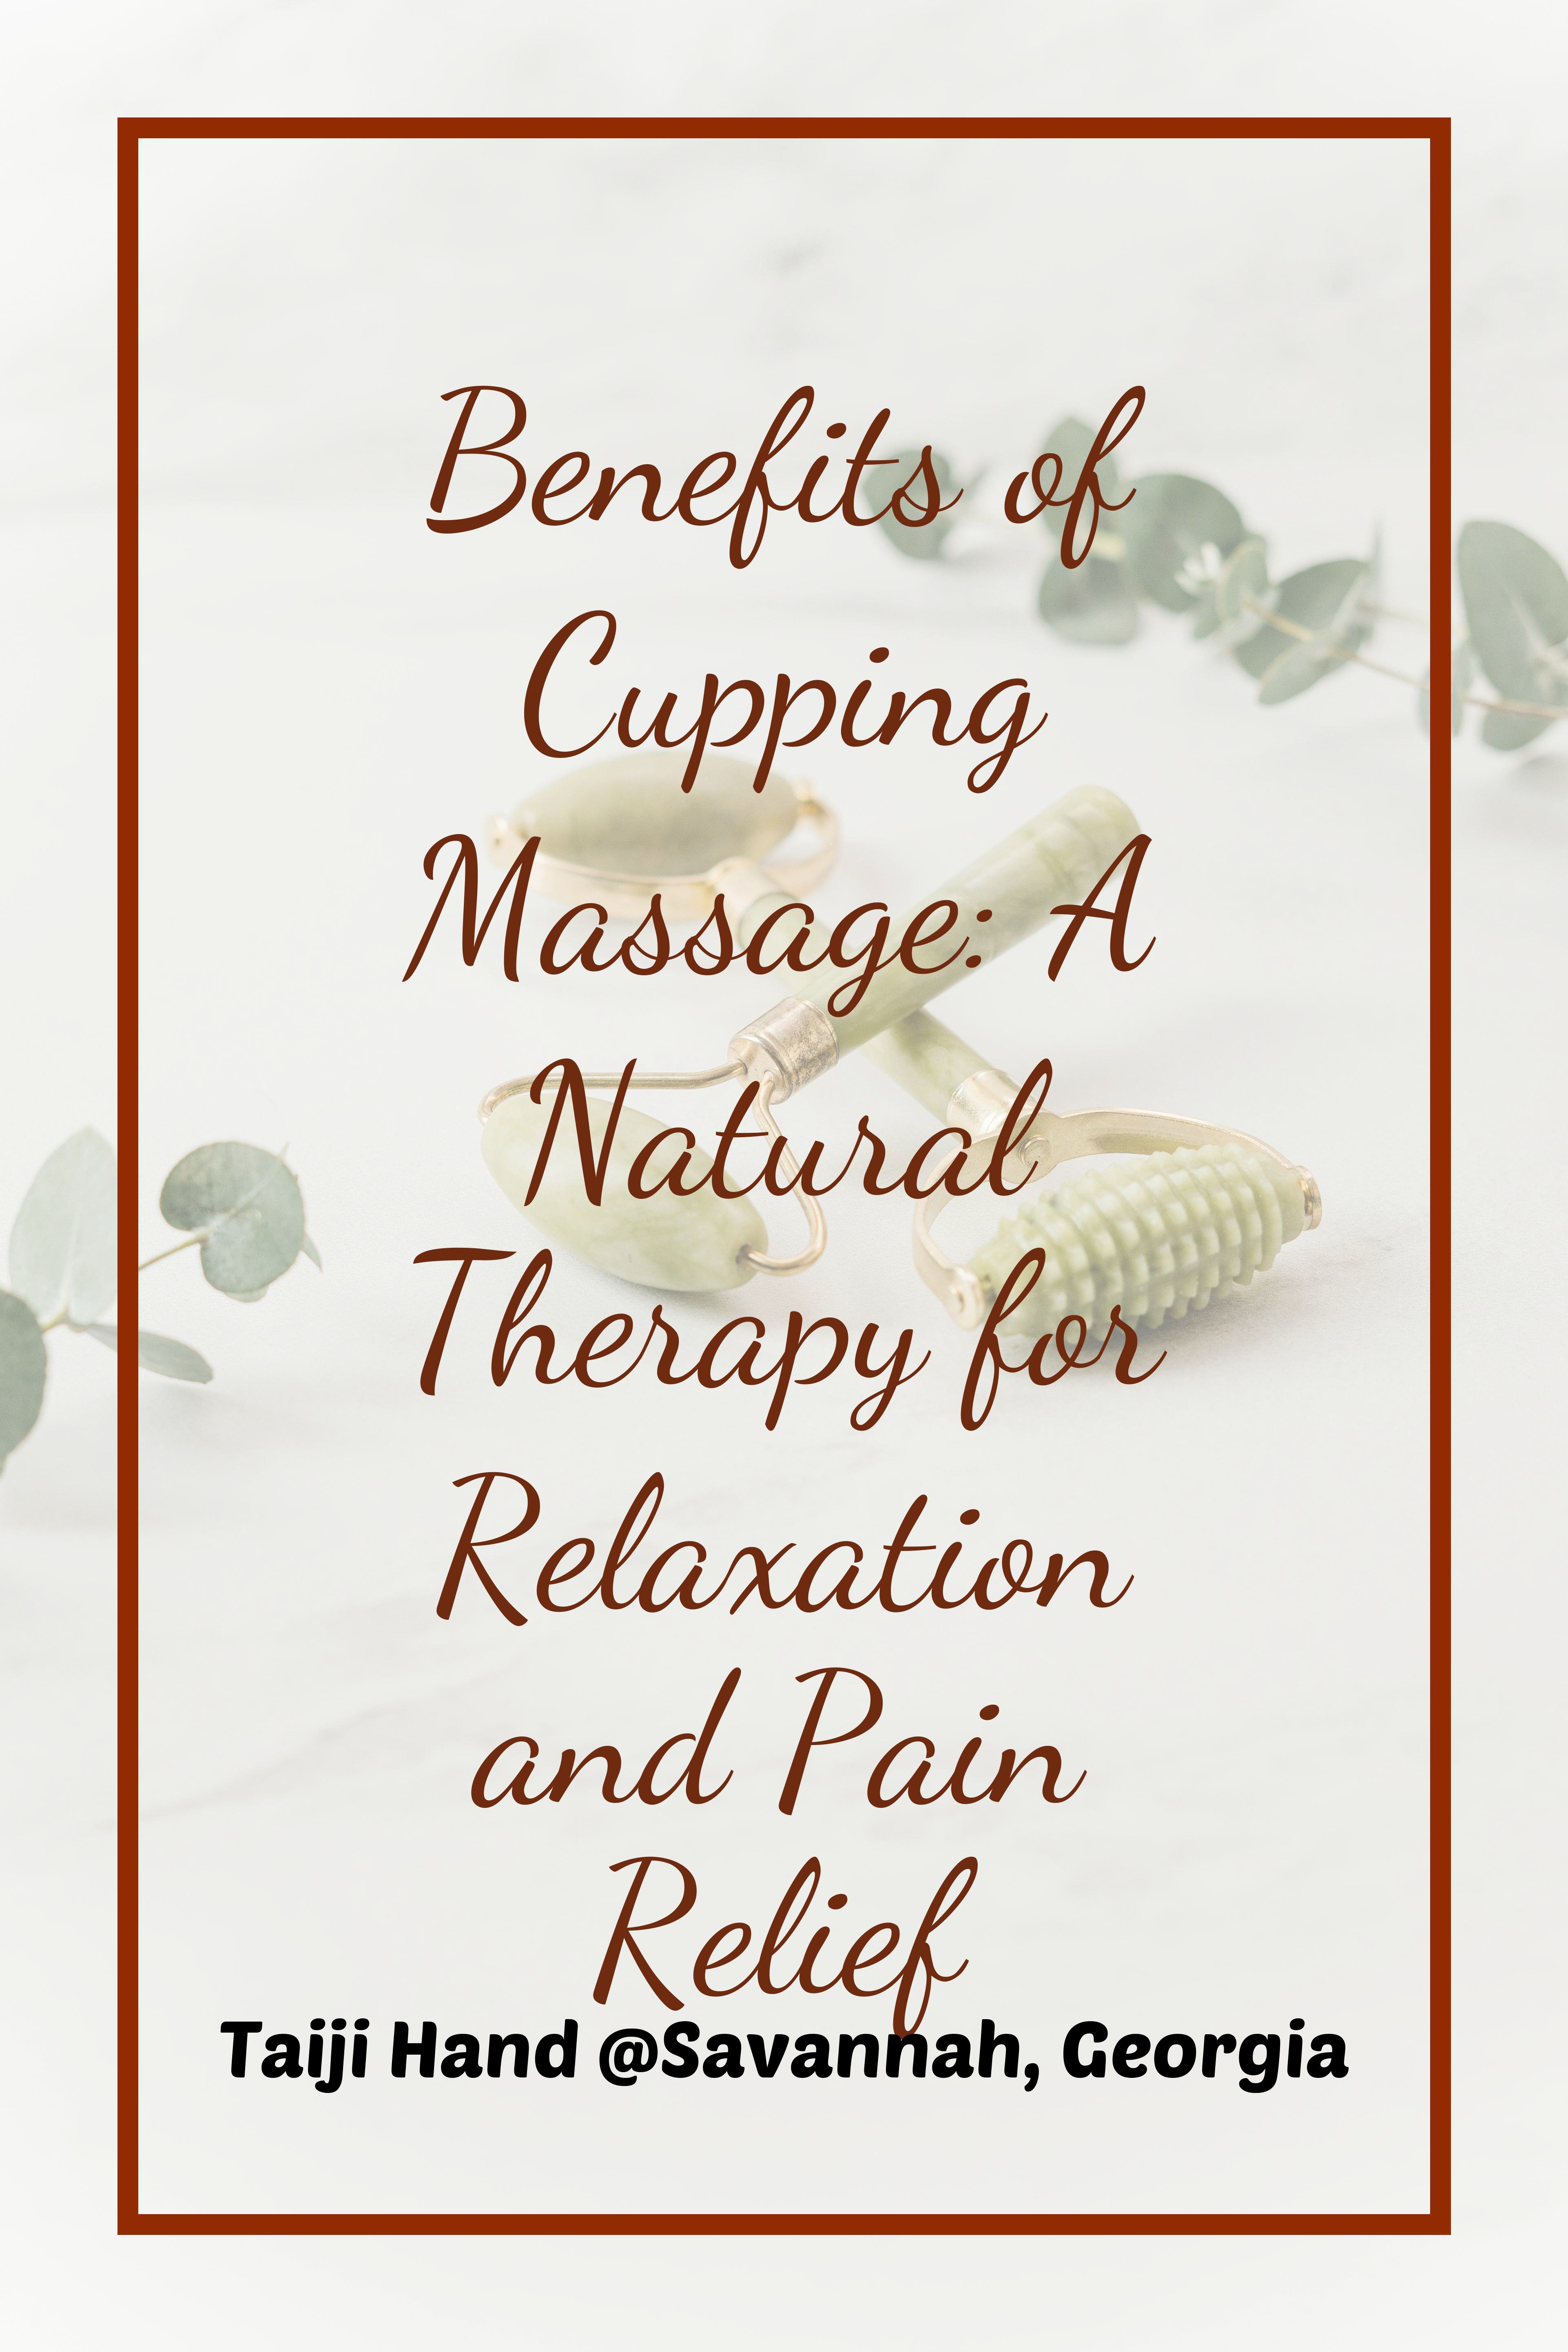 Benefits of
Cupping
Massage: A
Natural
Therapy for
Relaxation
and Pain
Relief
Taiji Hand @Savannah, Georgia